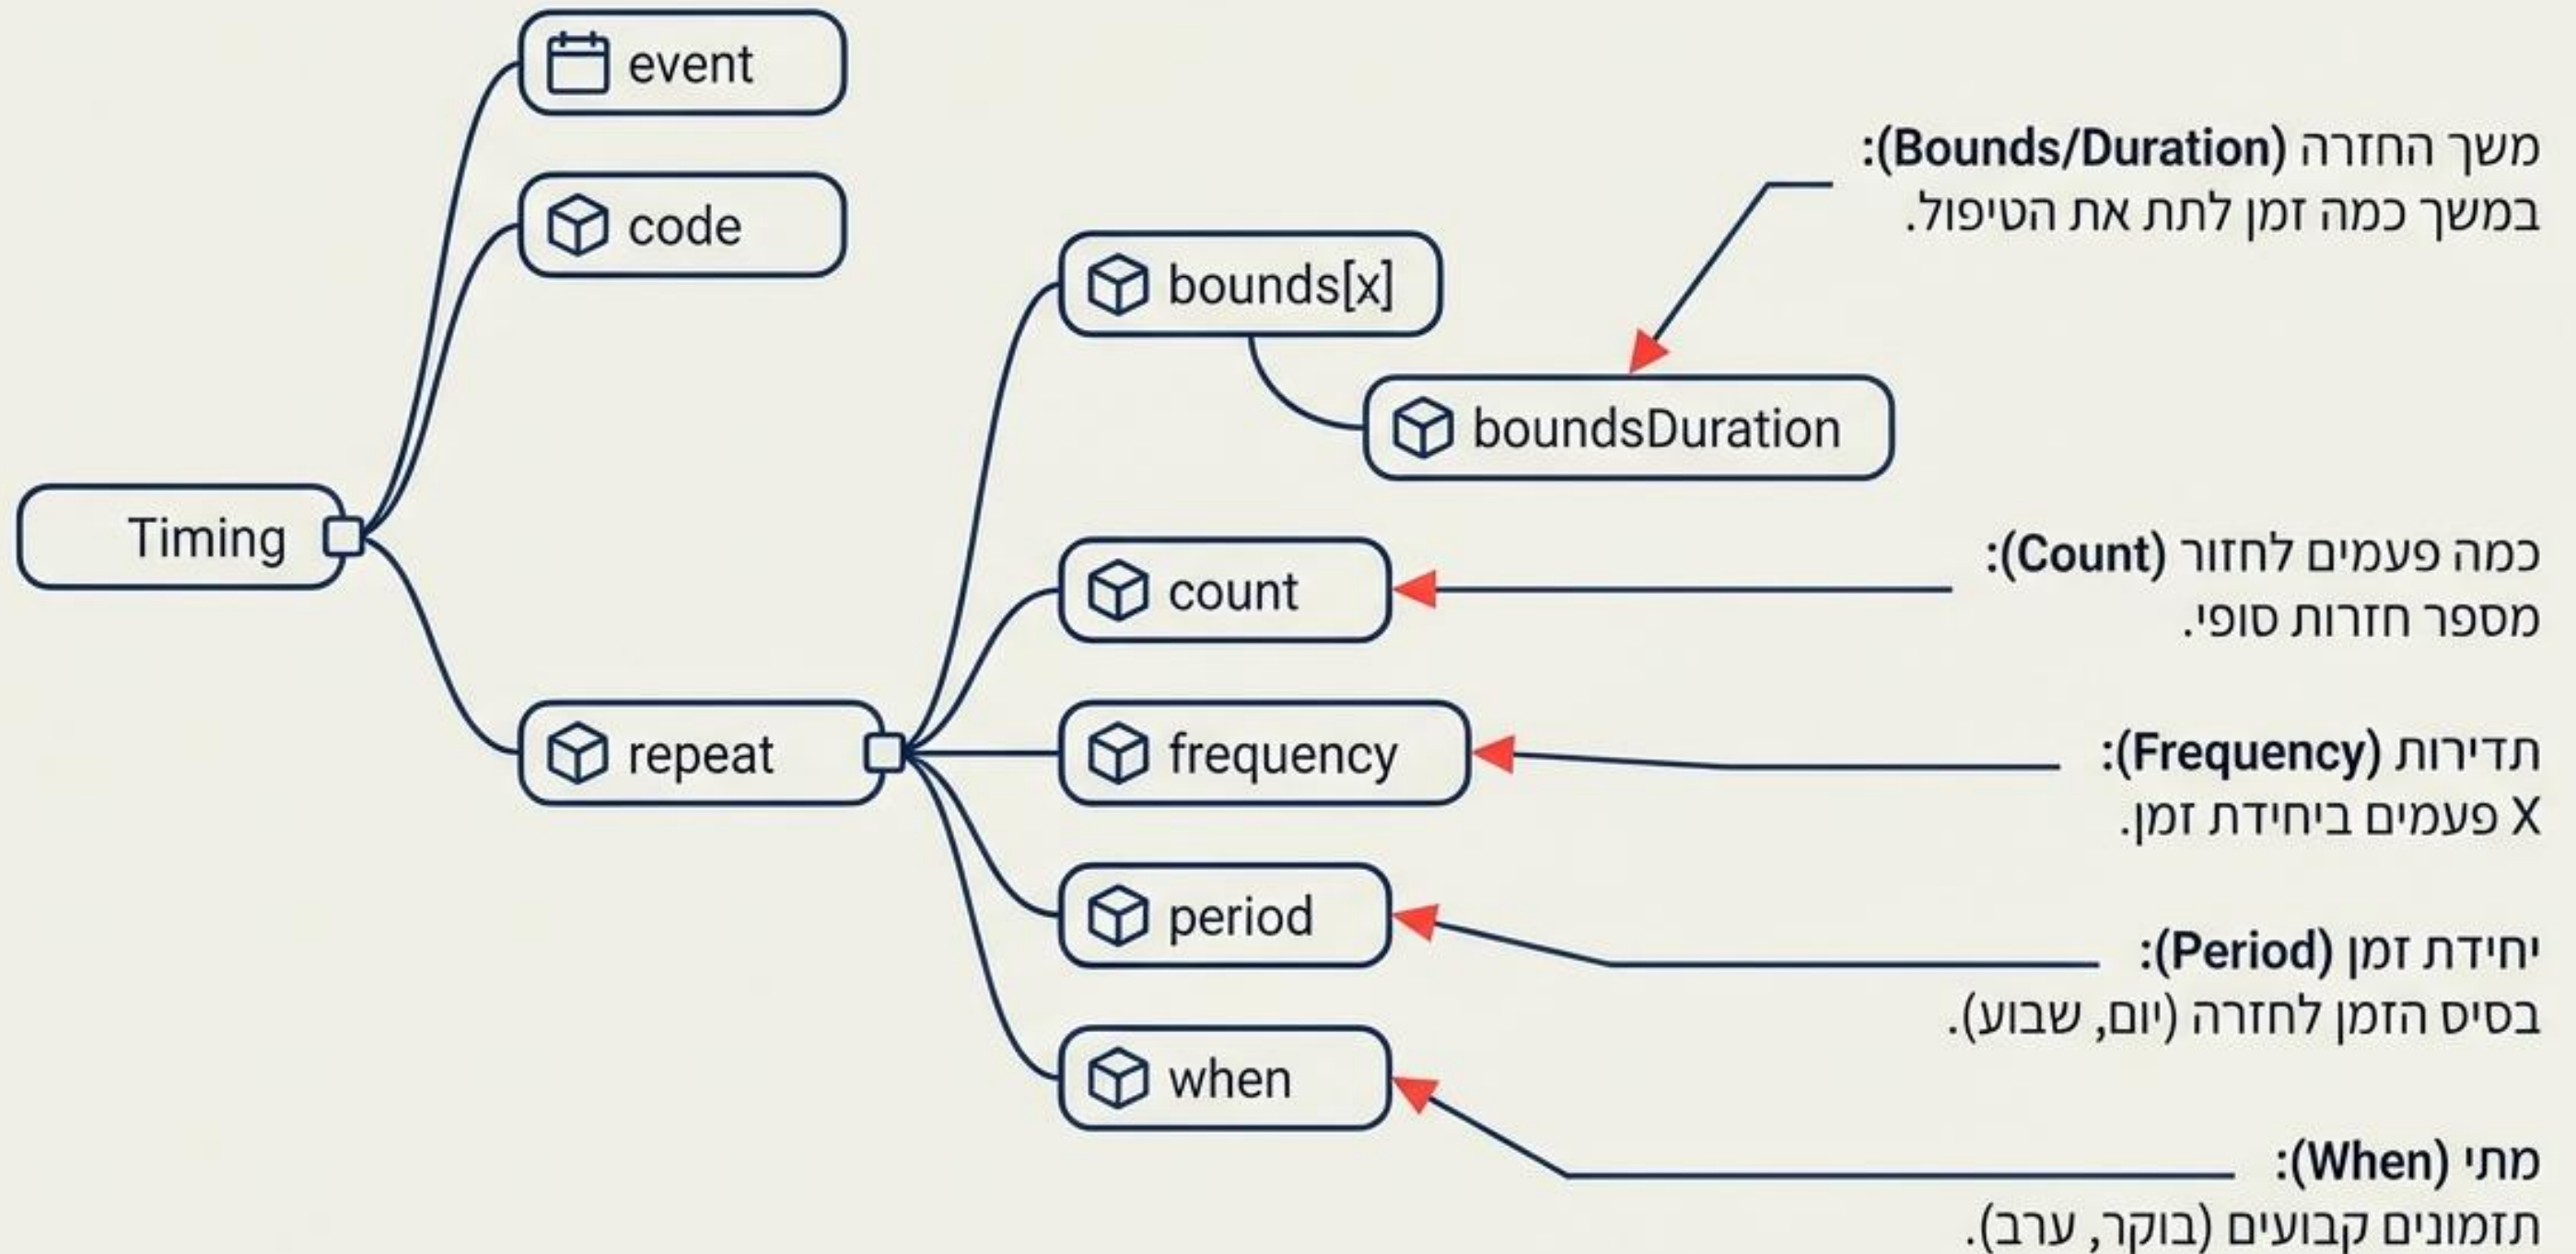 event
code
Timing
repeat
bounds[x]
boundsDuration
count
frequency
period
when
משך החזרה (Bounds/Duration):
במשך כמה זמן לתת את הטיפול.
כמה פעמים לחזור (Count):
מספר חזרות סופי.
תדירות (Frequency):
X פעמים ביחידת זמן.
יחידת זמן (Period):
בסיס הזמן לחזרה (יום, שבוע).
מתי (When):
תזמונים קבועים (בוקר, ערב).